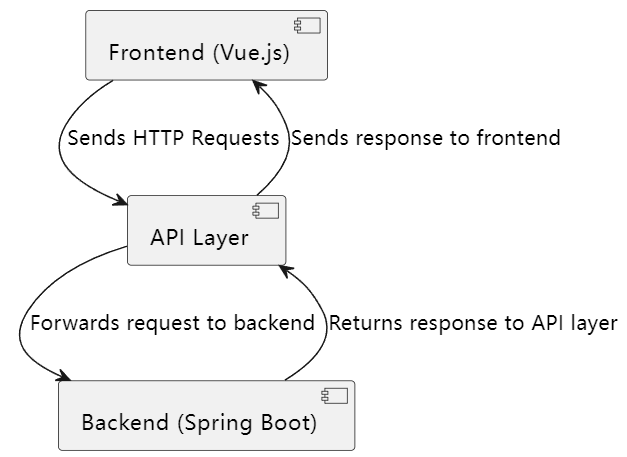 Frontend (Vue.js)
Sends HTTP Requests
Sends response to frontend
API Layer
Forwards request to backend
Returns response to API layer
Backend (Spring Boot)